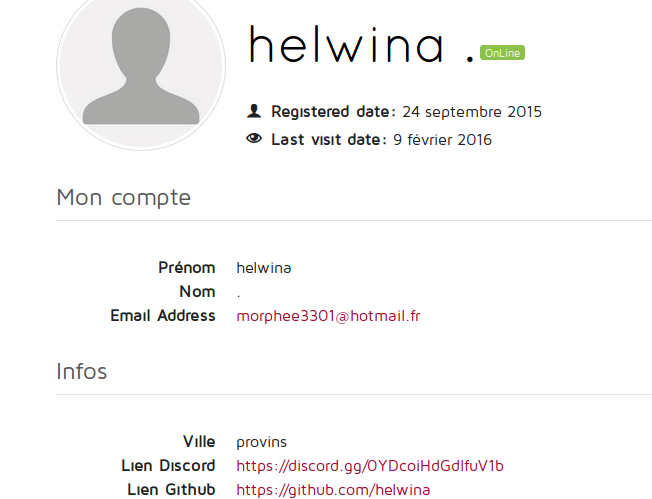 helwina . OnLine
Registered date: 24 septembre 2015
Last visit date: 9 février 2016
Mon compte
Prénom helwina
Nom .
Email Address morphee3301@hotmail.fr
Infos
Ville provins
Lien Discord https://discord.gg/0YDcoiHdGdIfuV1b
Lien Github https://github.com/helwina